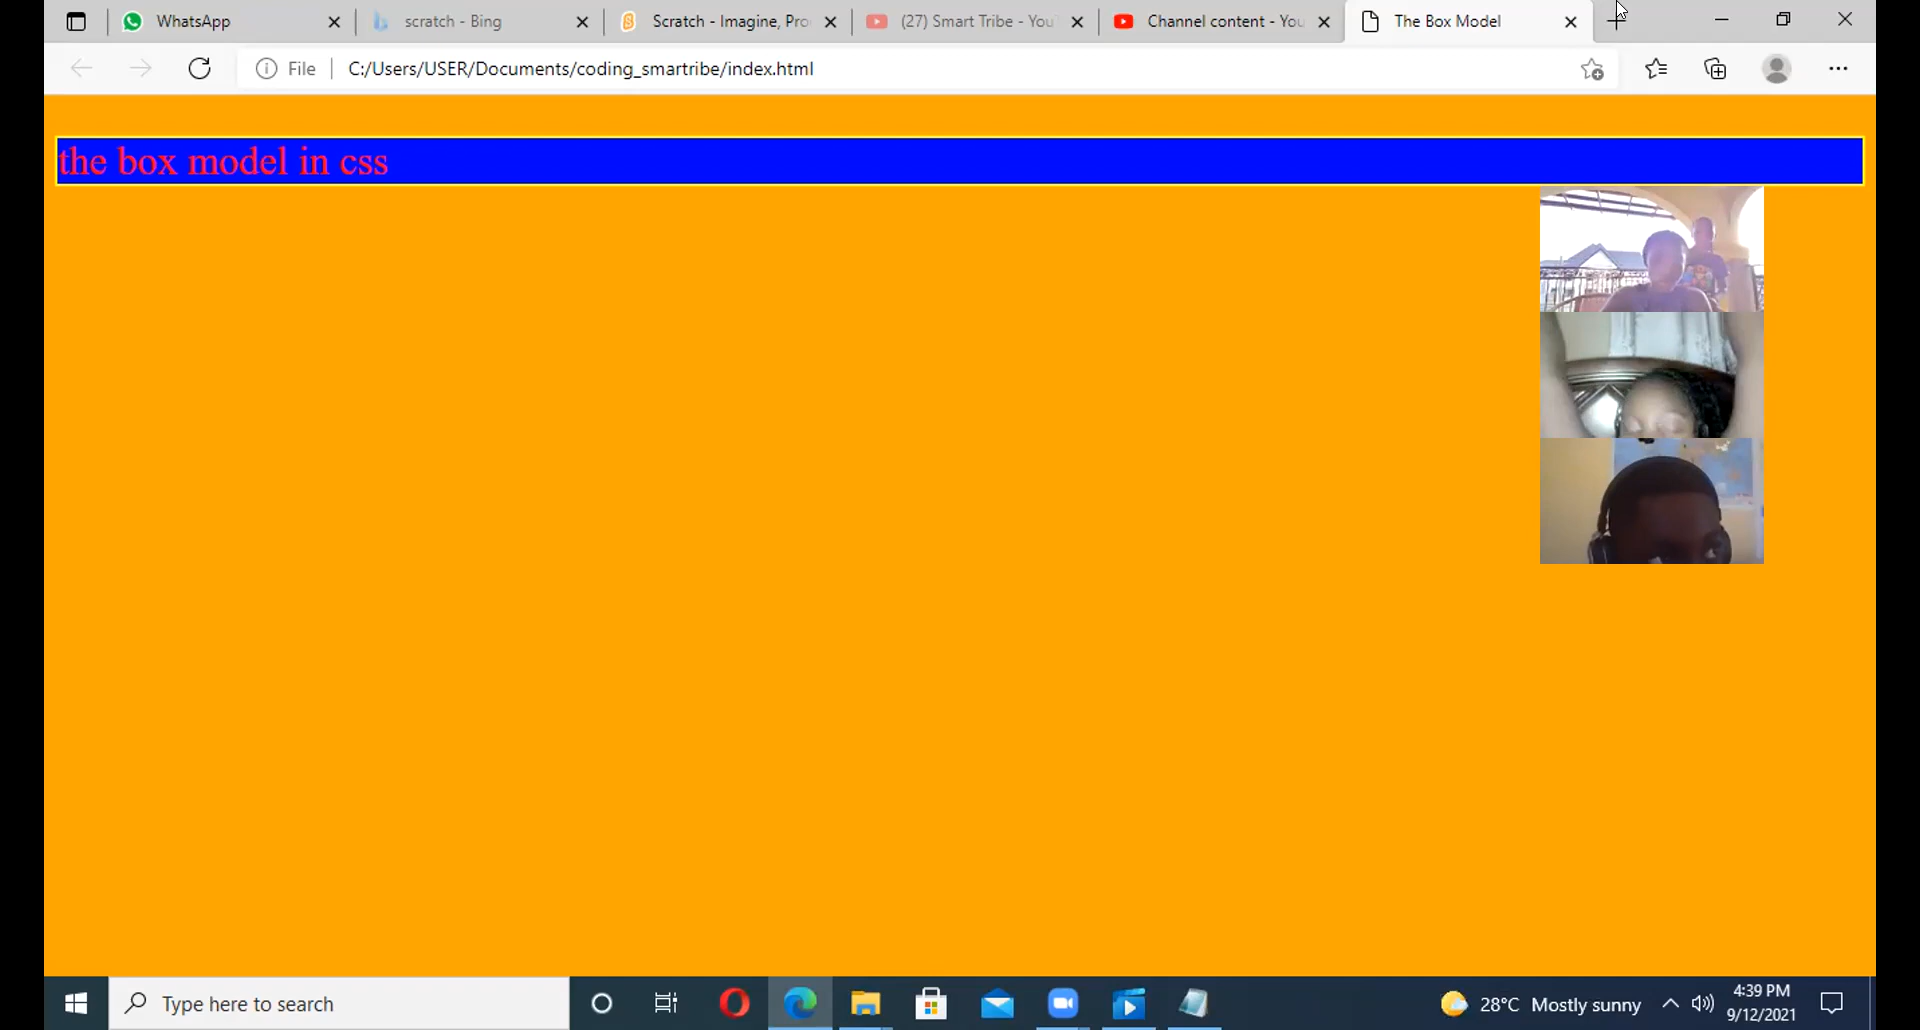 WhatsApp
scratch - Bing
Scratch - Imagine, Pro
(27) Smart Tribe - You
Channel content - You
The Box Model
File
C:/Users/USER/Documents/coding_smartribe/index.html
the box model in css
Type here to search
28°C Mostly sunny
4:39 PM
9/12/2021